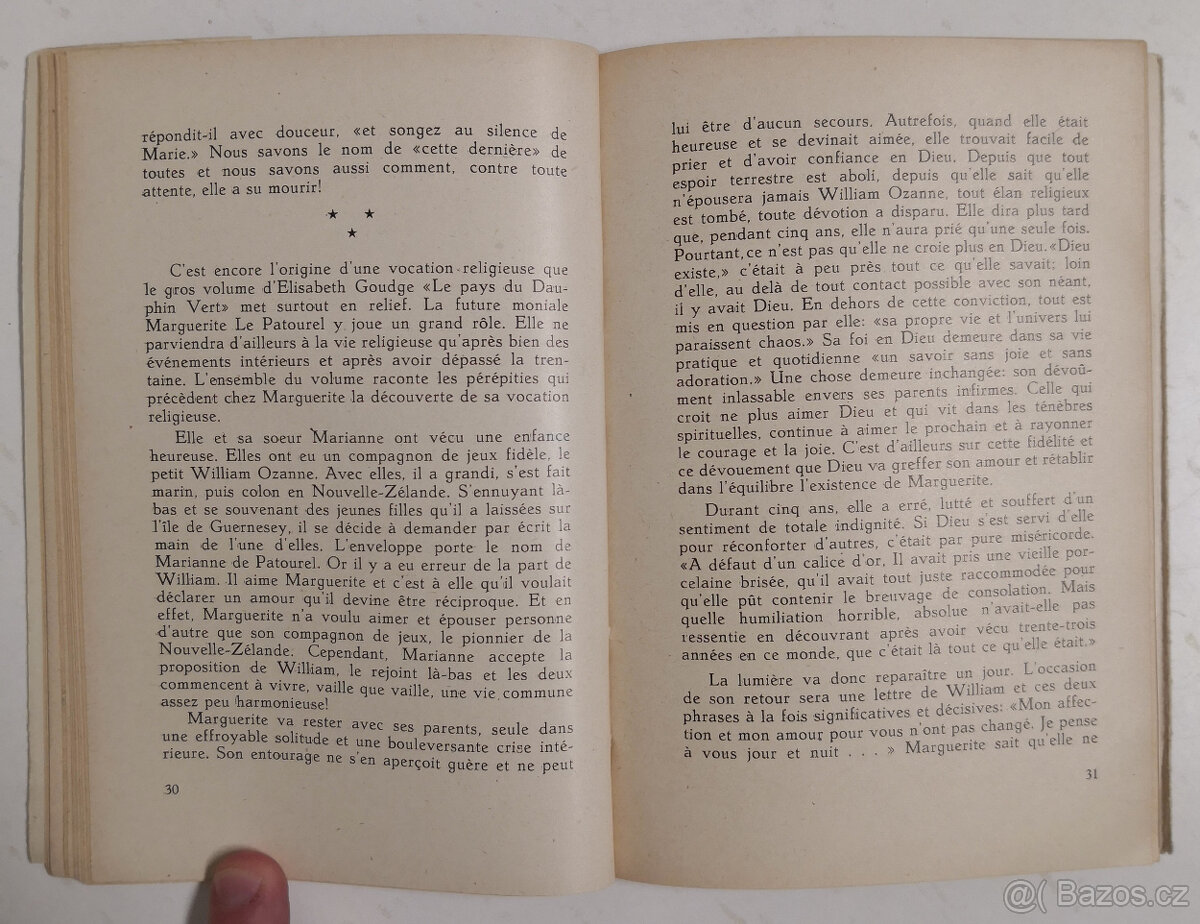 répondit-il avec douceur, «et songez au silence de
Marie.» Nous savons le nom de «cette dernière» de
toutes et nous savons aussi comment, contre toute
attente, elle a su mourir!
★ ★
★
C'est encore l'origine d'une vocation religieuse que
le gros volume d'Elisabeth Goudge «Le pays du Dau-
phin Vert» met surtout en relief. La future moniale
Marguerite Le Patourel y joue un grand rôle. Elle ne
parviendra d'ailleurs à la vie religieuse qu'après bien des
événements intérieurs et après avoir dépassé la tren-
taine. L'ensemble du volume raconte les pérépities qui
précèdent chez Marguerite la découverte de sa vocation
religieuse.
Elle et sa soeur Marianne ont vécu une enfance
heureuse. Elles ont eu un compagnon de jeux fidèle, le
petit William Ozanne. Avec elles, il a grandi, s'est fait
marin, puis colon en Nouvelle-Zélande. S'ennuyant là-
bas et se souvenant des jeunes filles qu'il a laissées sur
l'île de Guernesey, il se décide à demander par écrit la
main de l'une d'elles. L'enveloppe porte le nom de
Marianne de Patourel. Or il y a eu erreur de la part de
William. Il aime Marguerite et c'est à elle qu'il voulait
déclarer un amour qu'il devine être réciproque. Et en
effet, Marguerite n'a voulu aimer et épouser personne
d'autre que son compagnon de jeux, le pionnier de la
Nouvelle-Zélande. Cependant, Marianne accepte la
proposition de William, le rejoint là-bas et les deux
commencent à vivre, vaille que vaille, une vie commune
assez peu harmonieuse!
Marguerite va rester avec ses parents, seule dans
une effroyable solitude et une bouleversante crise inté-
rieure. Son entourage ne s'en aperçoit guère et ne peut
30
lui être d'aucun secours. Autrefois, quand elle était
heureuse et se devinait aimée, elle trouvait facile de
prier et d'avoir confiance en Dieu. Depuis que tout
espoir terrestre est aboli, depuis qu'elle sait qu'elle
n'épousera jamais William Ozanne, tout élan religieux
est tombé, toute dévotion a disparu. Elle dira plus tard
que, pendant cinq ans, elle n'aura prié qu'une seule fois.
Pourtant, ce n'est pas qu'elle ne croie plus en Dieu. «Dieu
existe,» c'était à peu près tout ce qu'elle savait; loin
d'elle, au delà de tout contact possible avec son néant,
il y avait Dieu. En dehors de cette conviction, tout est
mis en question par elle: «sa propre vie et l'univers lui
paraissent chaos.» Sa foi en Dieu demeure dans sa vie
pratique et quotidienne «un savoir sans joie et sans
adoration.» Une chose demeure inchangée: son dévoû-
ment inlassable envers ses parents infirmes. Celle qui
croit ne plus aimer Dieu et qui vit dans les ténèbres
spirituelles, continue à aimer le prochain et à rayonner
le courage et la joie. C'est d'ailleurs sur cette fidélité et
ce dévouement que Dieu va greffer son amour et rétablir
dans l'équilibre l'existence de Marguerite.
Durant cinq ans, elle a erré, lutté et souffert d'un
sentiment de totale indignité. Si Dieu s'est servi d'elle
pour réconforter d'autres, c'était par pure miséricorde.
«A défaut d'un calice d'or, Il avait pris une vieille por-
celaine brisée, qu'il avait tout juste raccommodée pour
qu'elle pût contenir le breuvage de consolation. Mais
quelle humiliation horrible, absolue n'avait-elle pas
ressentie en découvrant après avoir vécu trente-trois
années en ce monde, que c'était là tout ce qu'elle était.»
La lumière va donc reparaître un jour. L'occasion
de son retour sera une lettre de William et ces deux
phrases à la fois significatives et décisives: «Mon affec-
tion et mon amour pour vous n'ont pas changé. Je pense
à vous jour et nuit . . . .» Marguerite sait qu'elle ne
31
@( Bazos.cz